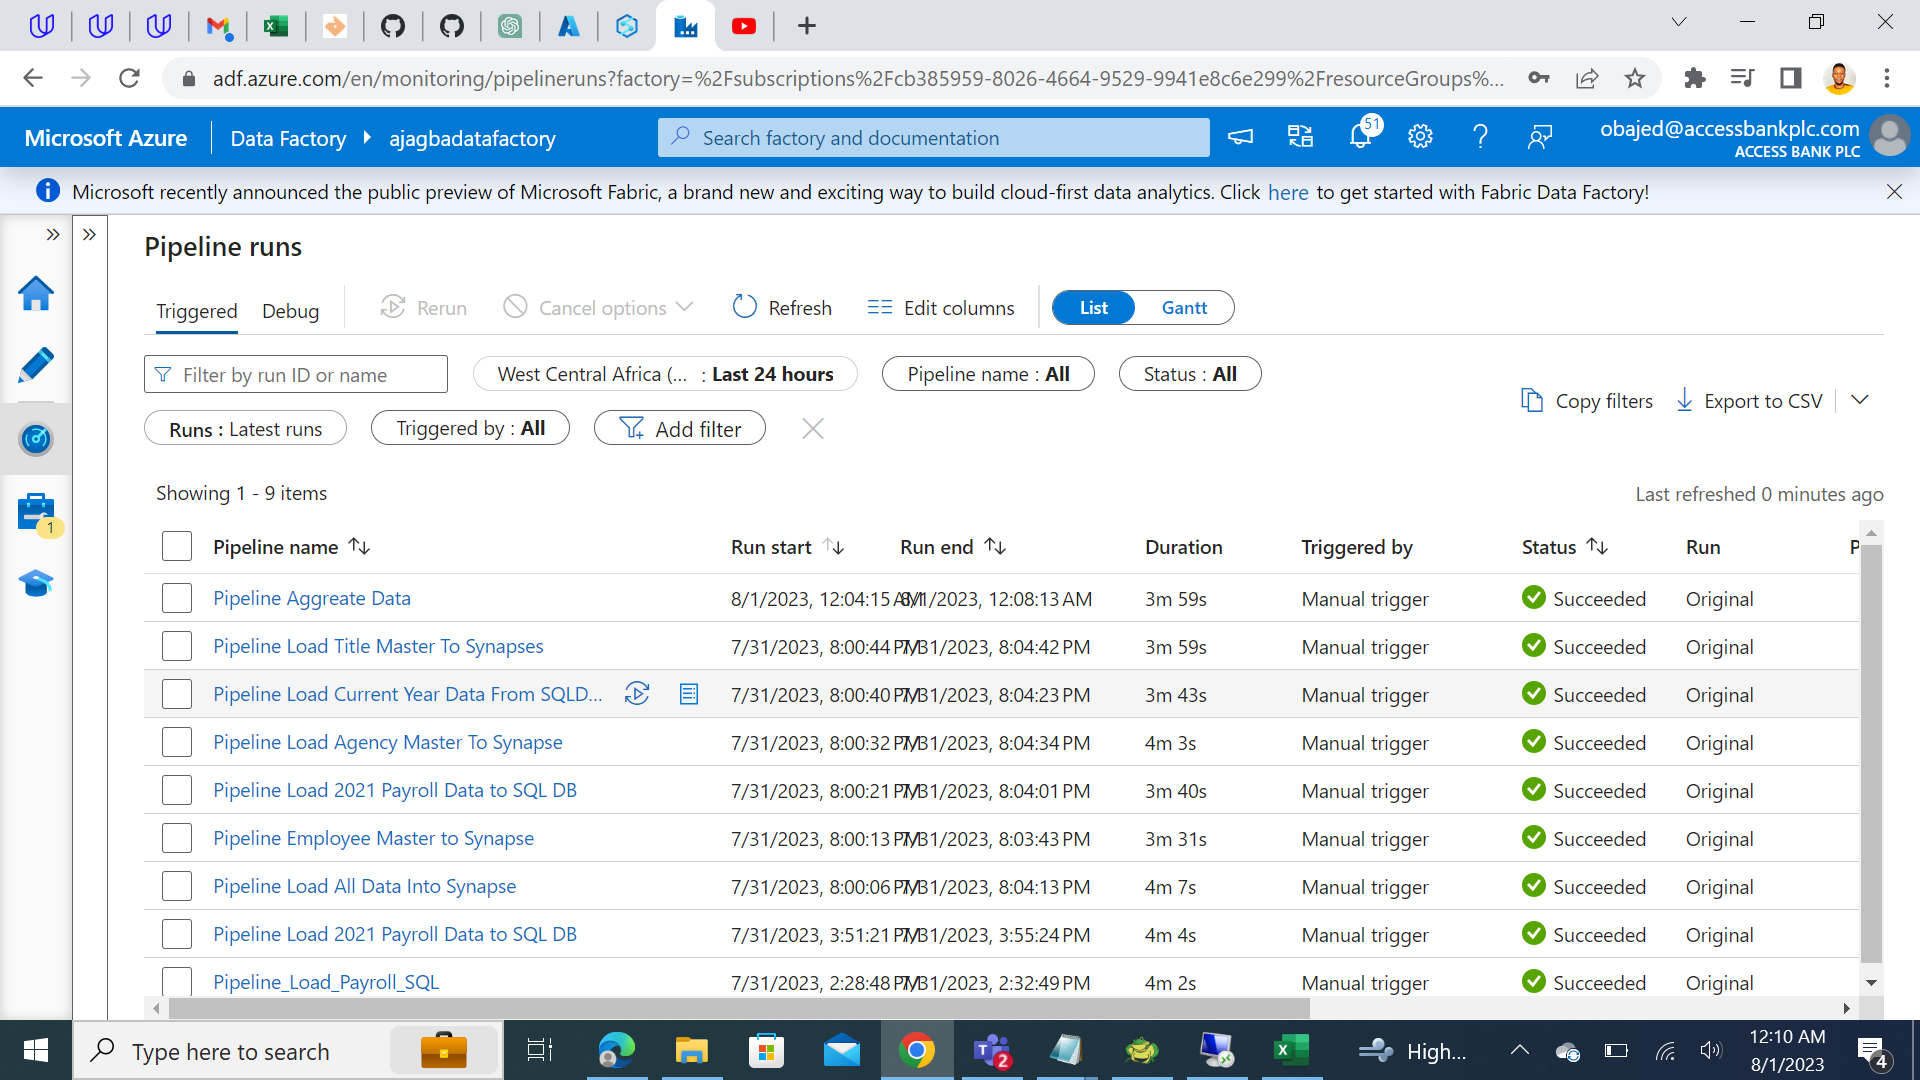 adf.azure.com/en/monitoring/pipelineruns?factory=%2Fsubscriptions%2Fcb385959-8026-4664-9529-9941e8c6e299%2FresourceGroups%...
Microsoft Azure Data Factory ajagbadatafactory Search factory and documentation 51 obajed@accessbankplc.com
ACCESS BANK PLC
Microsoft recently announced the public preview of Microsoft Fabric, a brand new and exciting way to build cloud-first data analytics. Click here to get started with Fabric Data Factory!
Pipeline runs
Triggered Debug Rerun Cancel options Refresh Edit columns List Gantt
Filter by run ID or name West Central Africa (... : Last 24 hours Pipeline name : All Status : All
Copy filters Export to CSV
Runs : Latest runs Triggered by : All Add filter
1
Showing 1 - 9 items Last refreshed 0 minutes ago
Pipeline name Run start Run end Duration Triggered by Status Run P
Pipeline Aggreate Data 8/1/2023, 12:04:15 AM 8/1/2023, 12:08:13 AM 3m 59s Manual trigger Succeeded Original
Pipeline Load Title Master To Synapses 7/31/2023, 8:00:44 PM 7/31/2023, 8:04:42 PM 3m 59s Manual trigger Succeeded Original
Pipeline Load Current Year Data From SQLD... 7/31/2023, 8:00:40 PM 7/31/2023, 8:04:23 PM 3m 43s Manual trigger Succeeded Original
Pipeline Load Agency Master To Synapse 7/31/2023, 8:00:32 PM 7/31/2023, 8:04:34 PM 4m 3s Manual trigger Succeeded Original
Pipeline Load 2021 Payroll Data to SQL DB 7/31/2023, 8:00:21 PM 7/31/2023, 8:04:01 PM 3m 40s Manual trigger Succeeded Original
Pipeline Employee Master to Synapse 7/31/2023, 8:00:13 PM 7/31/2023, 8:03:43 PM 3m 31s Manual trigger Succeeded Original
Pipeline Load All Data Into Synapse 7/31/2023, 8:00:06 PM 7/31/2023, 8:04:13 PM 4m 7s Manual trigger Succeeded Original
Pipeline Load 2021 Payroll Data to SQL DB 7/31/2023, 3:51:21 PM 7/31/2023, 3:55:24 PM 4m 4s Manual trigger Succeeded Original
Pipeline_Load_Payroll_SQL 7/31/2023, 2:28:48 PM 7/31/2023, 2:32:49 PM 4m 2s Manual trigger Succeeded Original
Type here to search 2 High... 12:10 AM
8/1/2023 4